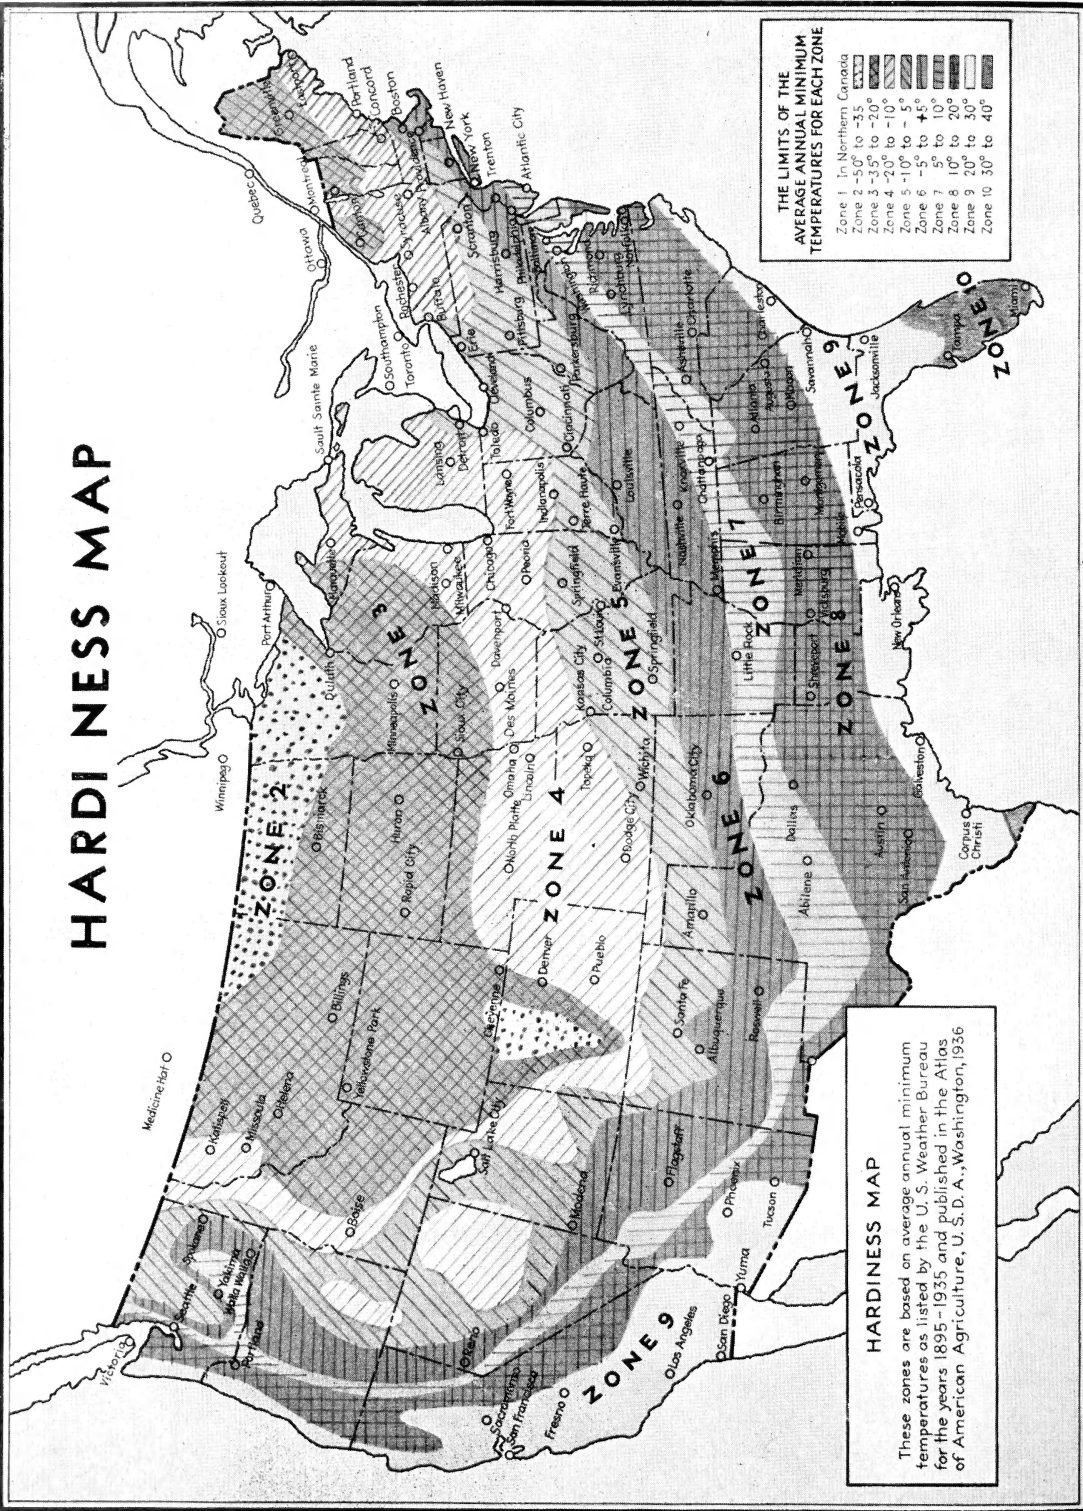 HARDINESS MAP
THE LIMITS OF THE
AVERAGE ANNUAL MINIMUM
TEMPERATURES FOR EACH ZONE
Zone 1 In Northern Canada
Zone 2 -50° to -35
Zone 3 -35° to -20°
Zone 4 -20° to -10°
Zone 5 -10° to -5°
Zone 6 -5° to +5°
Zone 7 5° to 10°
Zone 8 10° to 20°
Zone 9 20° to 30°
Zone 10 30° to 40°
HARDINESS MAP
These zones are based on average annual minimum
temperatures as listed by the U.S. Weather Bureau
for the years 1895-1935 and published in the Atlas
of American Agriculture, U.S.D.A., Washington, 1936
ZONE 2
ZONE 3
ZONE 4
ZONE 5
ZONE 6
ZONE 7
ZONE 8
ZONE 9
ZONE 9
ZONE 10
Victoria
Seattle
Spokane
Yakima
Walla Walla
Portland
Boise
Reno
Sacramento
San Francisco
Fresno
Los Angeles
San Diego
Yuma
Phoenix
Tucson
Flagstaff
Modena
Salt Lake City
Medicine Hat
Kalispell
Missoula
Helena
Yellowstone Park
Billings
Cheyenne
Denver
Pueblo
Santa Fe
Albuquerque
Roswell
Amarillo
Rapid City
Huron
Bismarck
Winnipeg
North Platte
Omaha
Lincoln
Dodge City
Topeka
Wichita
Oklahoma City
Abilene
Dallas
Austin
San Antonio
Corpus
Christi
Galveston
Sioux Lookout
Port Arthur
Duluth
Minneapolis
Sioux City
Des Moines
Davenport
Kansas City
Columbia
St Louis
Springfield
Springfield
Little Rock
Shreveport
New Orleans
Vicksburg
Meridian
Memphis
Marquette
Madison
Milwaukee
Chicago
Peoria
Sault Sainte Marie
Lansing
Detroit
Toledo
Fort Wayne
Indianapolis
Terre Haute
Evansville
Louisville
Nashville
Knoxville
Chattanooga
Birmingham
Montgomery
Mobile
Pensacola
Cleveland
Columbus
Cincinnati
Parkersburg
Asheville
Charlotte
Atlanta
Augusta
Macon
Charleston
Savannah
Jacksonville
Tampa
Miami
Southampton
Toronto
Ottawa
Montreal
Quebec
Greenville
Eastport
Portland
Concord
Boston
Providence
New Haven
New York
Trenton
Atlantic City
Canton
Syracuse
Albany
Rochester
Buffalo
Erie
Scranton
Harrisburg
Philadelphia
Pittsburg
Richmond
Lynchburg
Norfolk